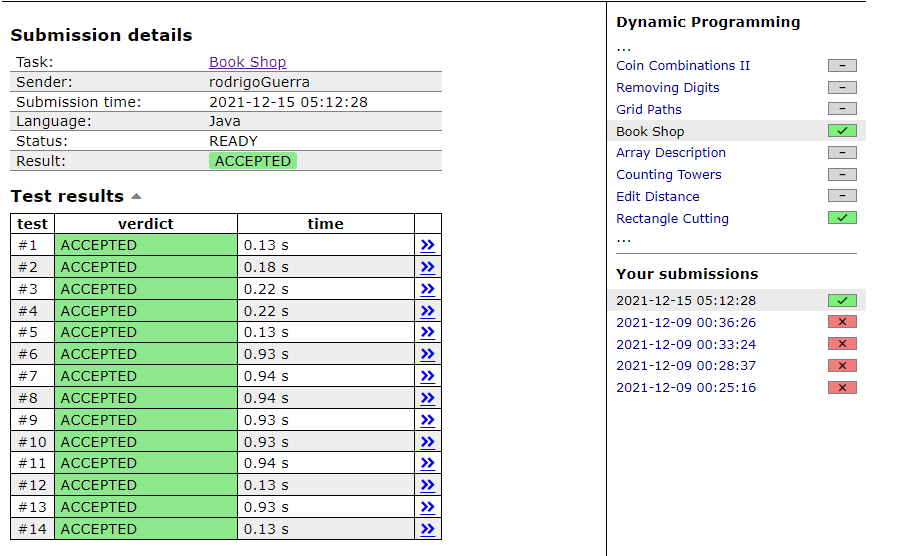 Submission details
Task: Book Shop
Sender: rodrigoGuerra
Submission time: 2021-12-15 05:12:28
Language: Java
Status: READY
Result: ACCEPTED
Test results
test verdict time
#1 ACCEPTED 0.13 s
#2 ACCEPTED 0.18 s
#3 ACCEPTED 0.22 s
#4 ACCEPTED 0.22 s
#5 ACCEPTED 0.13 s
#6 ACCEPTED 0.93 s
#7 ACCEPTED 0.94 s
#8 ACCEPTED 0.94 s
#9 ACCEPTED 0.93 s
#10 ACCEPTED 0.93 s
#11 ACCEPTED 0.94 s
#12 ACCEPTED 0.13 s
#13 ACCEPTED 0.93 s
#14 ACCEPTED 0.13 s
Dynamic Programming
...
Coin Combinations II
Removing Digits
Grid Paths
Book Shop
Array Description
Counting Towers
Edit Distance
Rectangle Cutting
...
Your submissions
2021-12-15 05:12:28
2021-12-09 00:36:26
2021-12-09 00:33:24
2021-12-09 00:28:37
2021-12-09 00:25:16